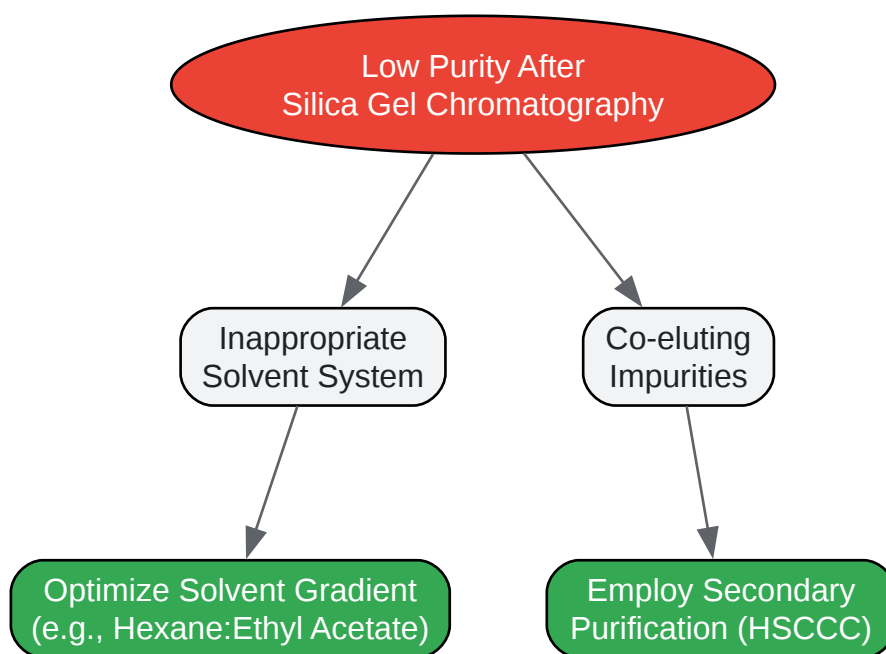 Low Purity After
Silica Gel Chromatography
Inappropriate
Solvent System
Co-eluting
Impurities
Optimize Solvent Gradient
(e.g., Hexane:Ethyl Acetate)
Employ Secondary
Purification (HSCCC)